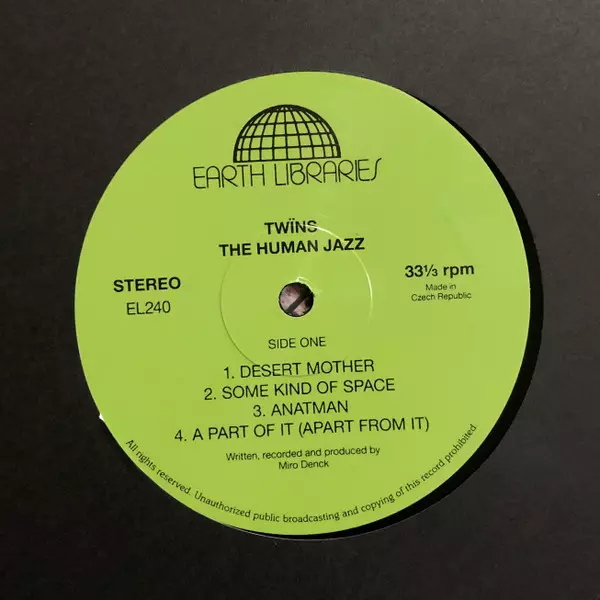 EARTH LIBRARIES
TWÏNS
THE HUMAN JAZZ
STEREO
EL240
33⅓ rpm
Made in
Czech Republic
SIDE ONE
1. DESERT MOTHER
2. SOME KIND OF SPACE
3. ANATMAN
4. A PART OF IT (APART FROM IT)
Written, recorded and produced by
Miro Denck
All rights reserved. Unauthorized public broadcasting and copying of this record prohibited.